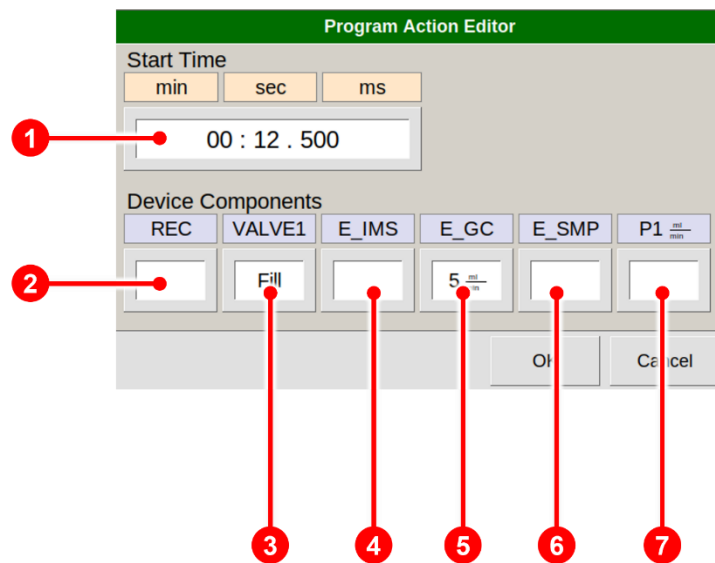 Program Action Editor
Start Time
min sec ms
1 00 : 12 . 500
Device Components
REC VALVE1 E_IMS E_GC E_SMP P1 ml/min
2 Fill 5 ml/min
OK Cancel
3 4 5 6 7